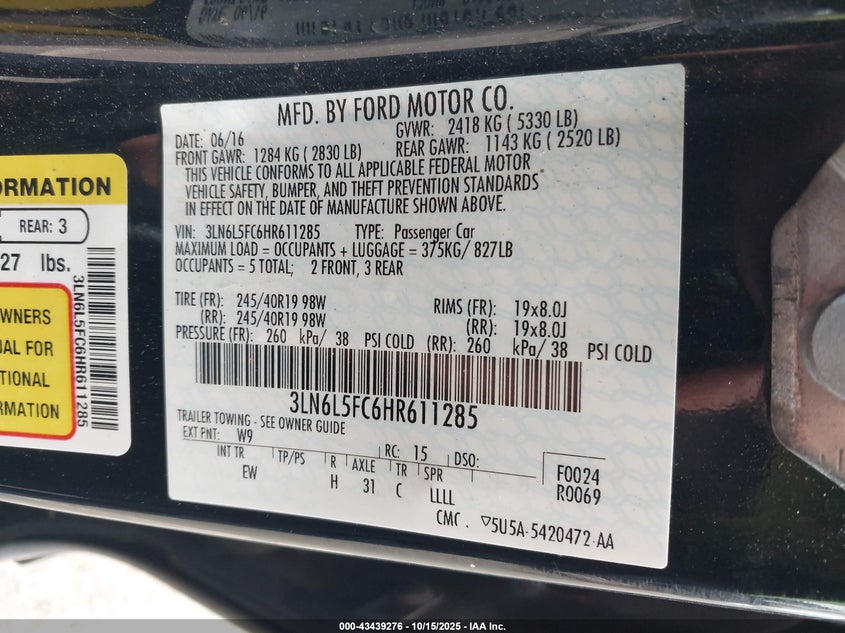 MFD. BY FORD MOTOR CO.
DATE: 06/16
GVWR: 2418 KG ( 5330 LB)
FRONT GAWR: 1284 KG ( 2830 LB)
REAR GAWR: 1143 KG ( 2520 LB)
THIS VEHICLE CONFORMS TO ALL APPLICABLE FEDERAL MOTOR
VEHICLE SAFETY, BUMPER, AND THEFT PREVENTION STANDARDS
IN EFFECT ON THE DATE OF MANUFACTURE SHOWN ABOVE.
VIN: 3LN6L5FC6HR611285 TYPE: Passenger Car
MAXIMUM LOAD = OCCUPANTS + LUGGAGE = 375KG/ 827LB
OCCUPANTS = 5 TOTAL; 2 FRONT, 3 REAR
TIRE (FR): 245/40R19 98W RIMS (FR): 19x8.0J
(RR): 245/40R19 98W (RR): 19x8.0J
PRESSURE (FR): 260 kPa/ 38 PSI COLD (RR): 260 kPa/ 38 PSI COLD
3LN6L5FC6HR611285
TRAILER TOWING - SEE OWNER GUIDE
EXT PNT: W9 RC: 15 DSO:
INT TR TP/PS R AXLE TR SPR
EW H 31 C LLLL
F0024
R0069
CMC. ▽5U5A-5420472-AA
ORMATION
REAR: 3
27 lbs.
WNERS
UAL FOR
TIONAL
RMATION
3LN6L5FC6HR611285
000-43439276 - 10/15/2025 - IAA Inc.